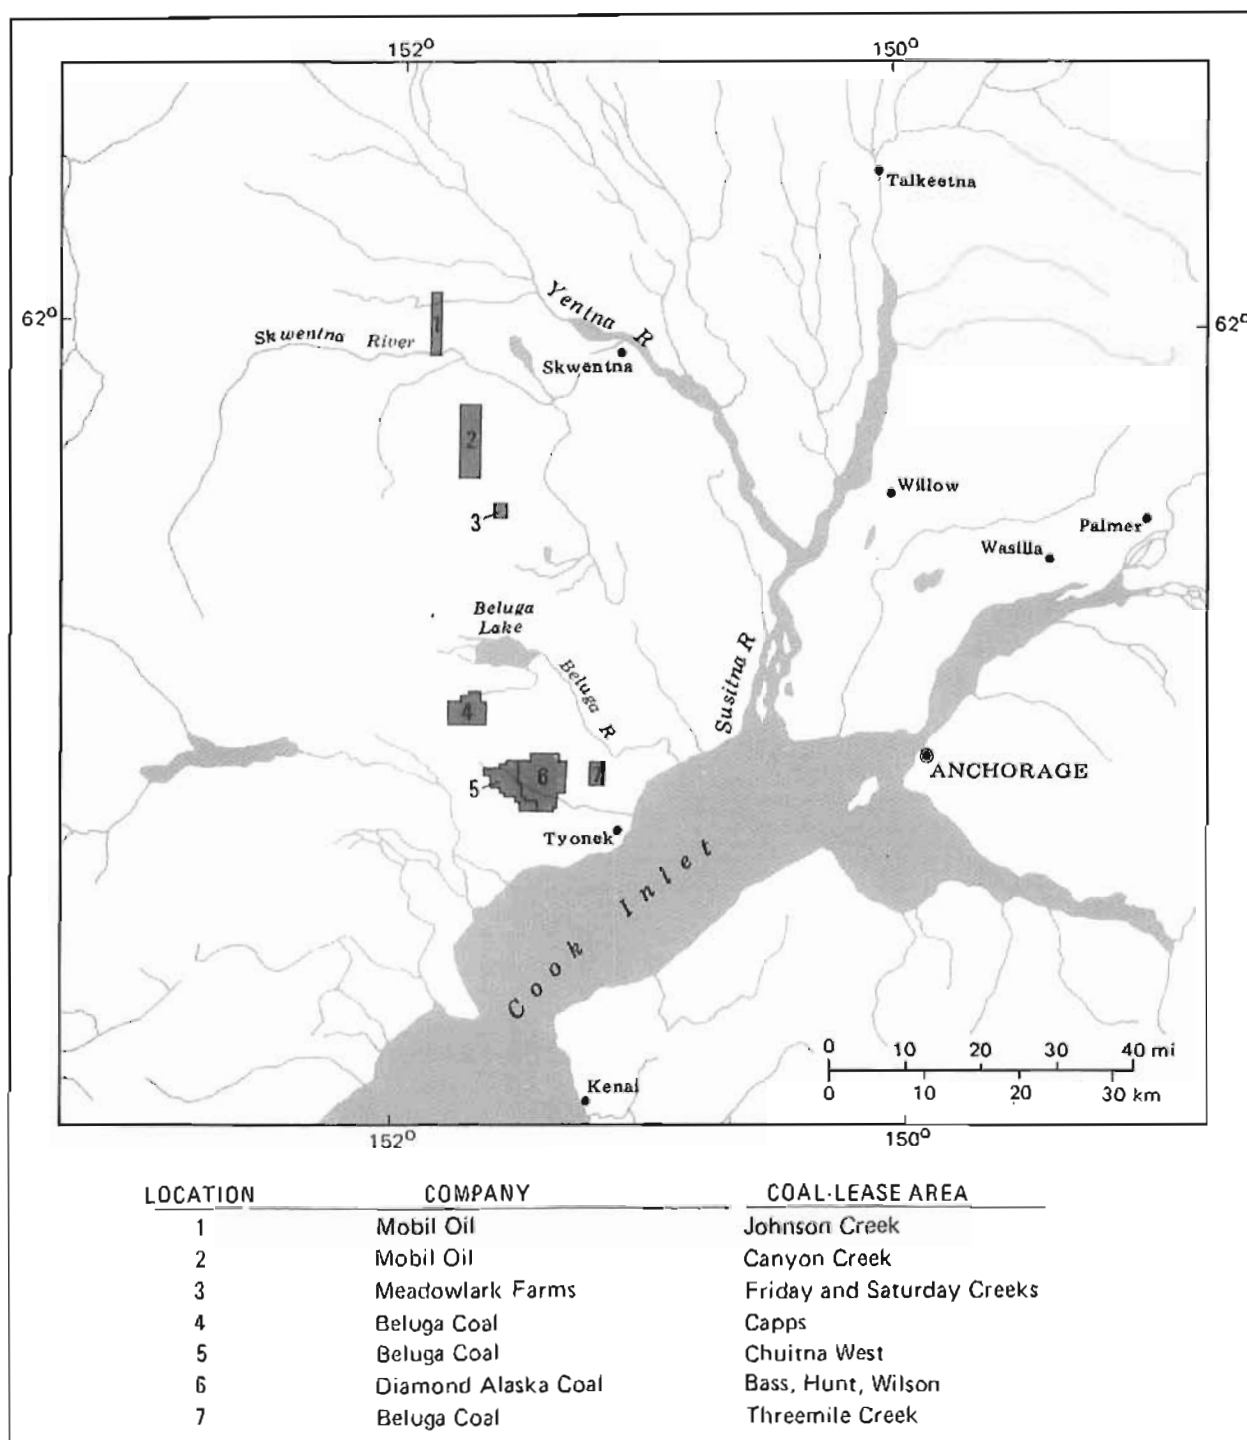 152° 150°
Talkeetna
62° 62°
Yentna R
Skwentna River
1
Skwentna
2
Willow
3
Palmer
Wasilla
Beluga
Lake
Beluga R
Susitna R
4
ANCHORAGE
5 6 7
Tyonek
Cook Inlet
0 10 20 30 40 mi
0 10 20 30 km
Kenai
152° 150°
LOCATION COMPANY COAL-LEASE AREA
1 Mobil Oil Johnson Creek
2 Mobil Oil Canyon Creek
3 Meadowlark Farms Friday and Saturday Creeks
4 Beluga Coal Capps
5 Beluga Coal Chuitna West
6 Diamond Alaska Coal Bass, Hunt, Wilson
7 Beluga Coal Threemile Creek